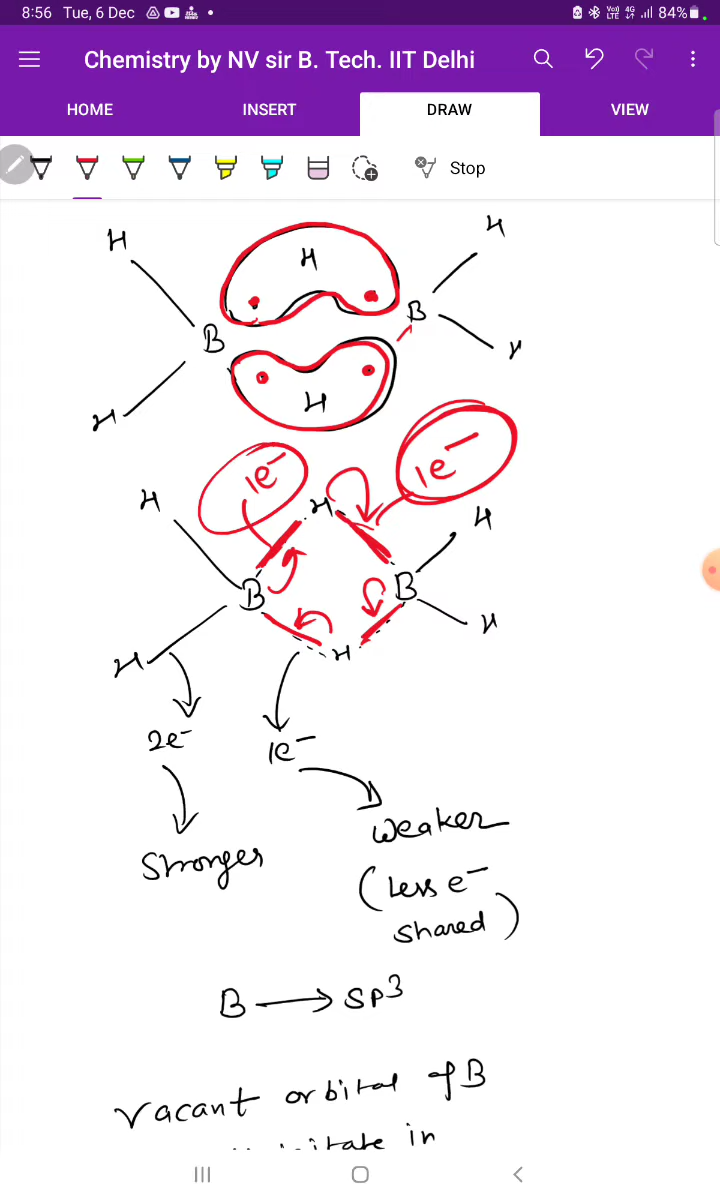 8:56 Tue, 6 Dec
84%
Chemistry by NV sir B. Tech. IIT Delhi
HOME INSERT DRAW VIEW
Stop
H H H
B B
H H H
1e⁻ 1e⁻
H H H
B B
H H H
2e⁻ 1e⁻
Weaker
Stronger
(Less e⁻
shared)
B → SP³
Vacant orbital of B
in